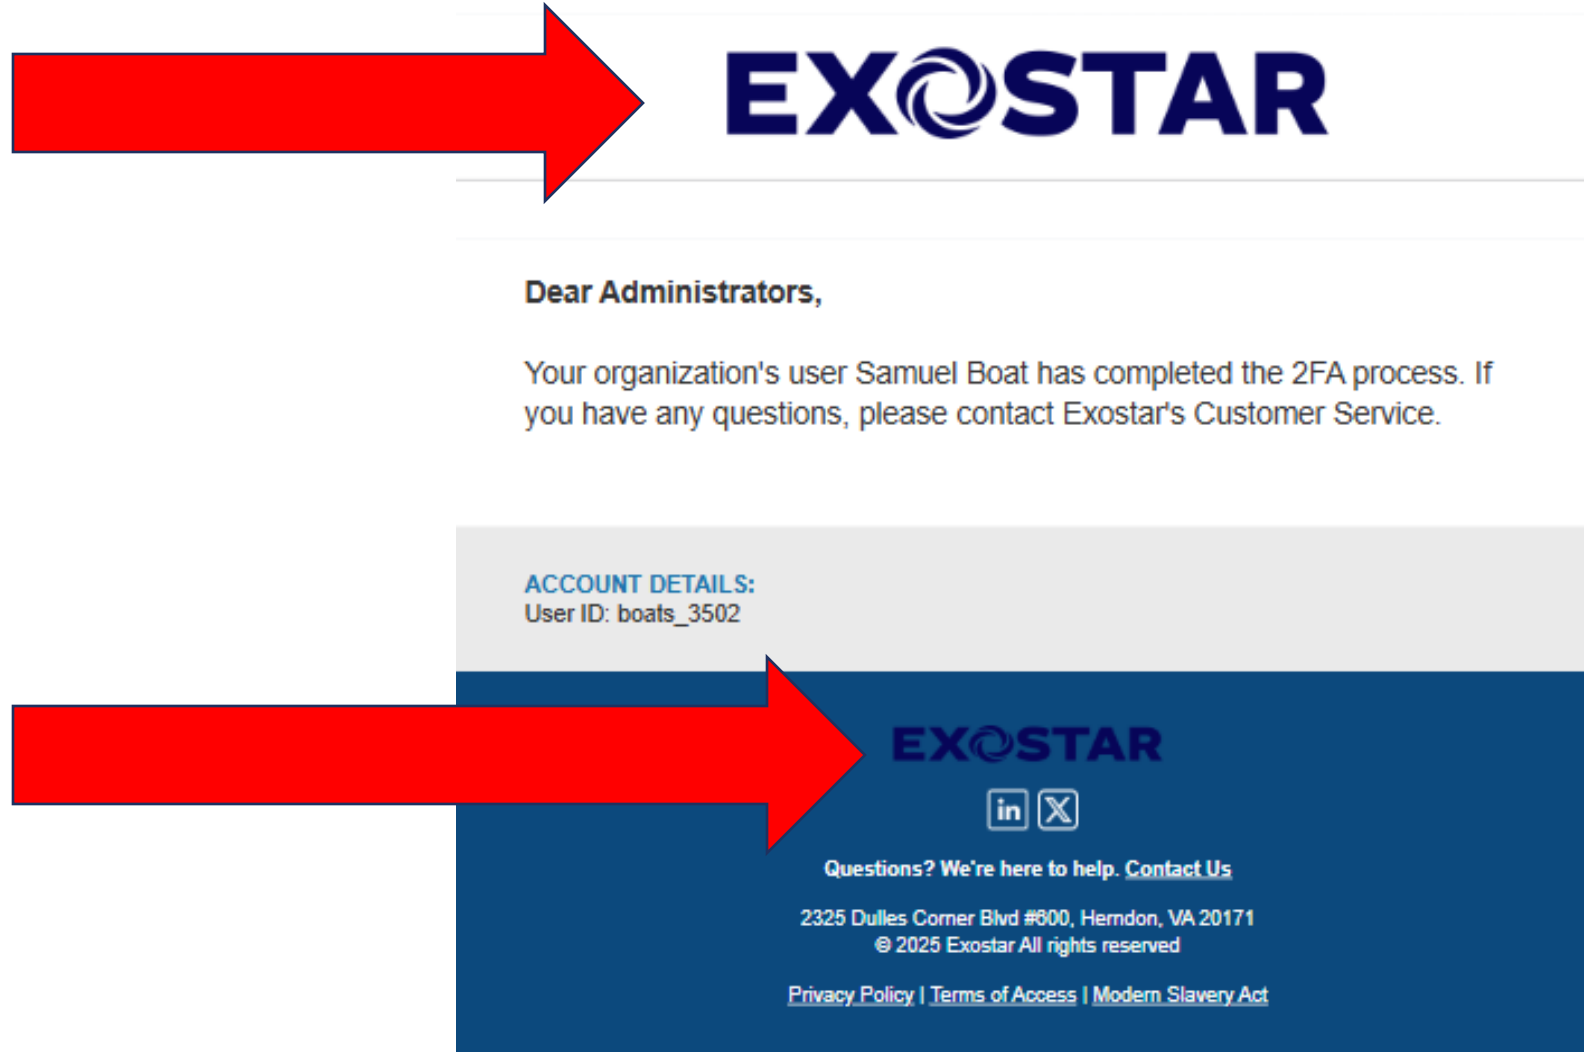 EXOSTAR
Dear Administrators,
Your organization's user Samuel Boat has completed the 2FA process. If
you have any questions, please contact Exostar's Customer Service.
ACCOUNT DETAILS:
User ID: boats_3502
EXOSTAR
in X
Questions? We're here to help. Contact Us
2325 Dulles Corner Blvd #600, Herndon, VA 20171
© 2025 Exostar All rights reserved
Privacy Policy | Terms of Access | Modern Slavery Act